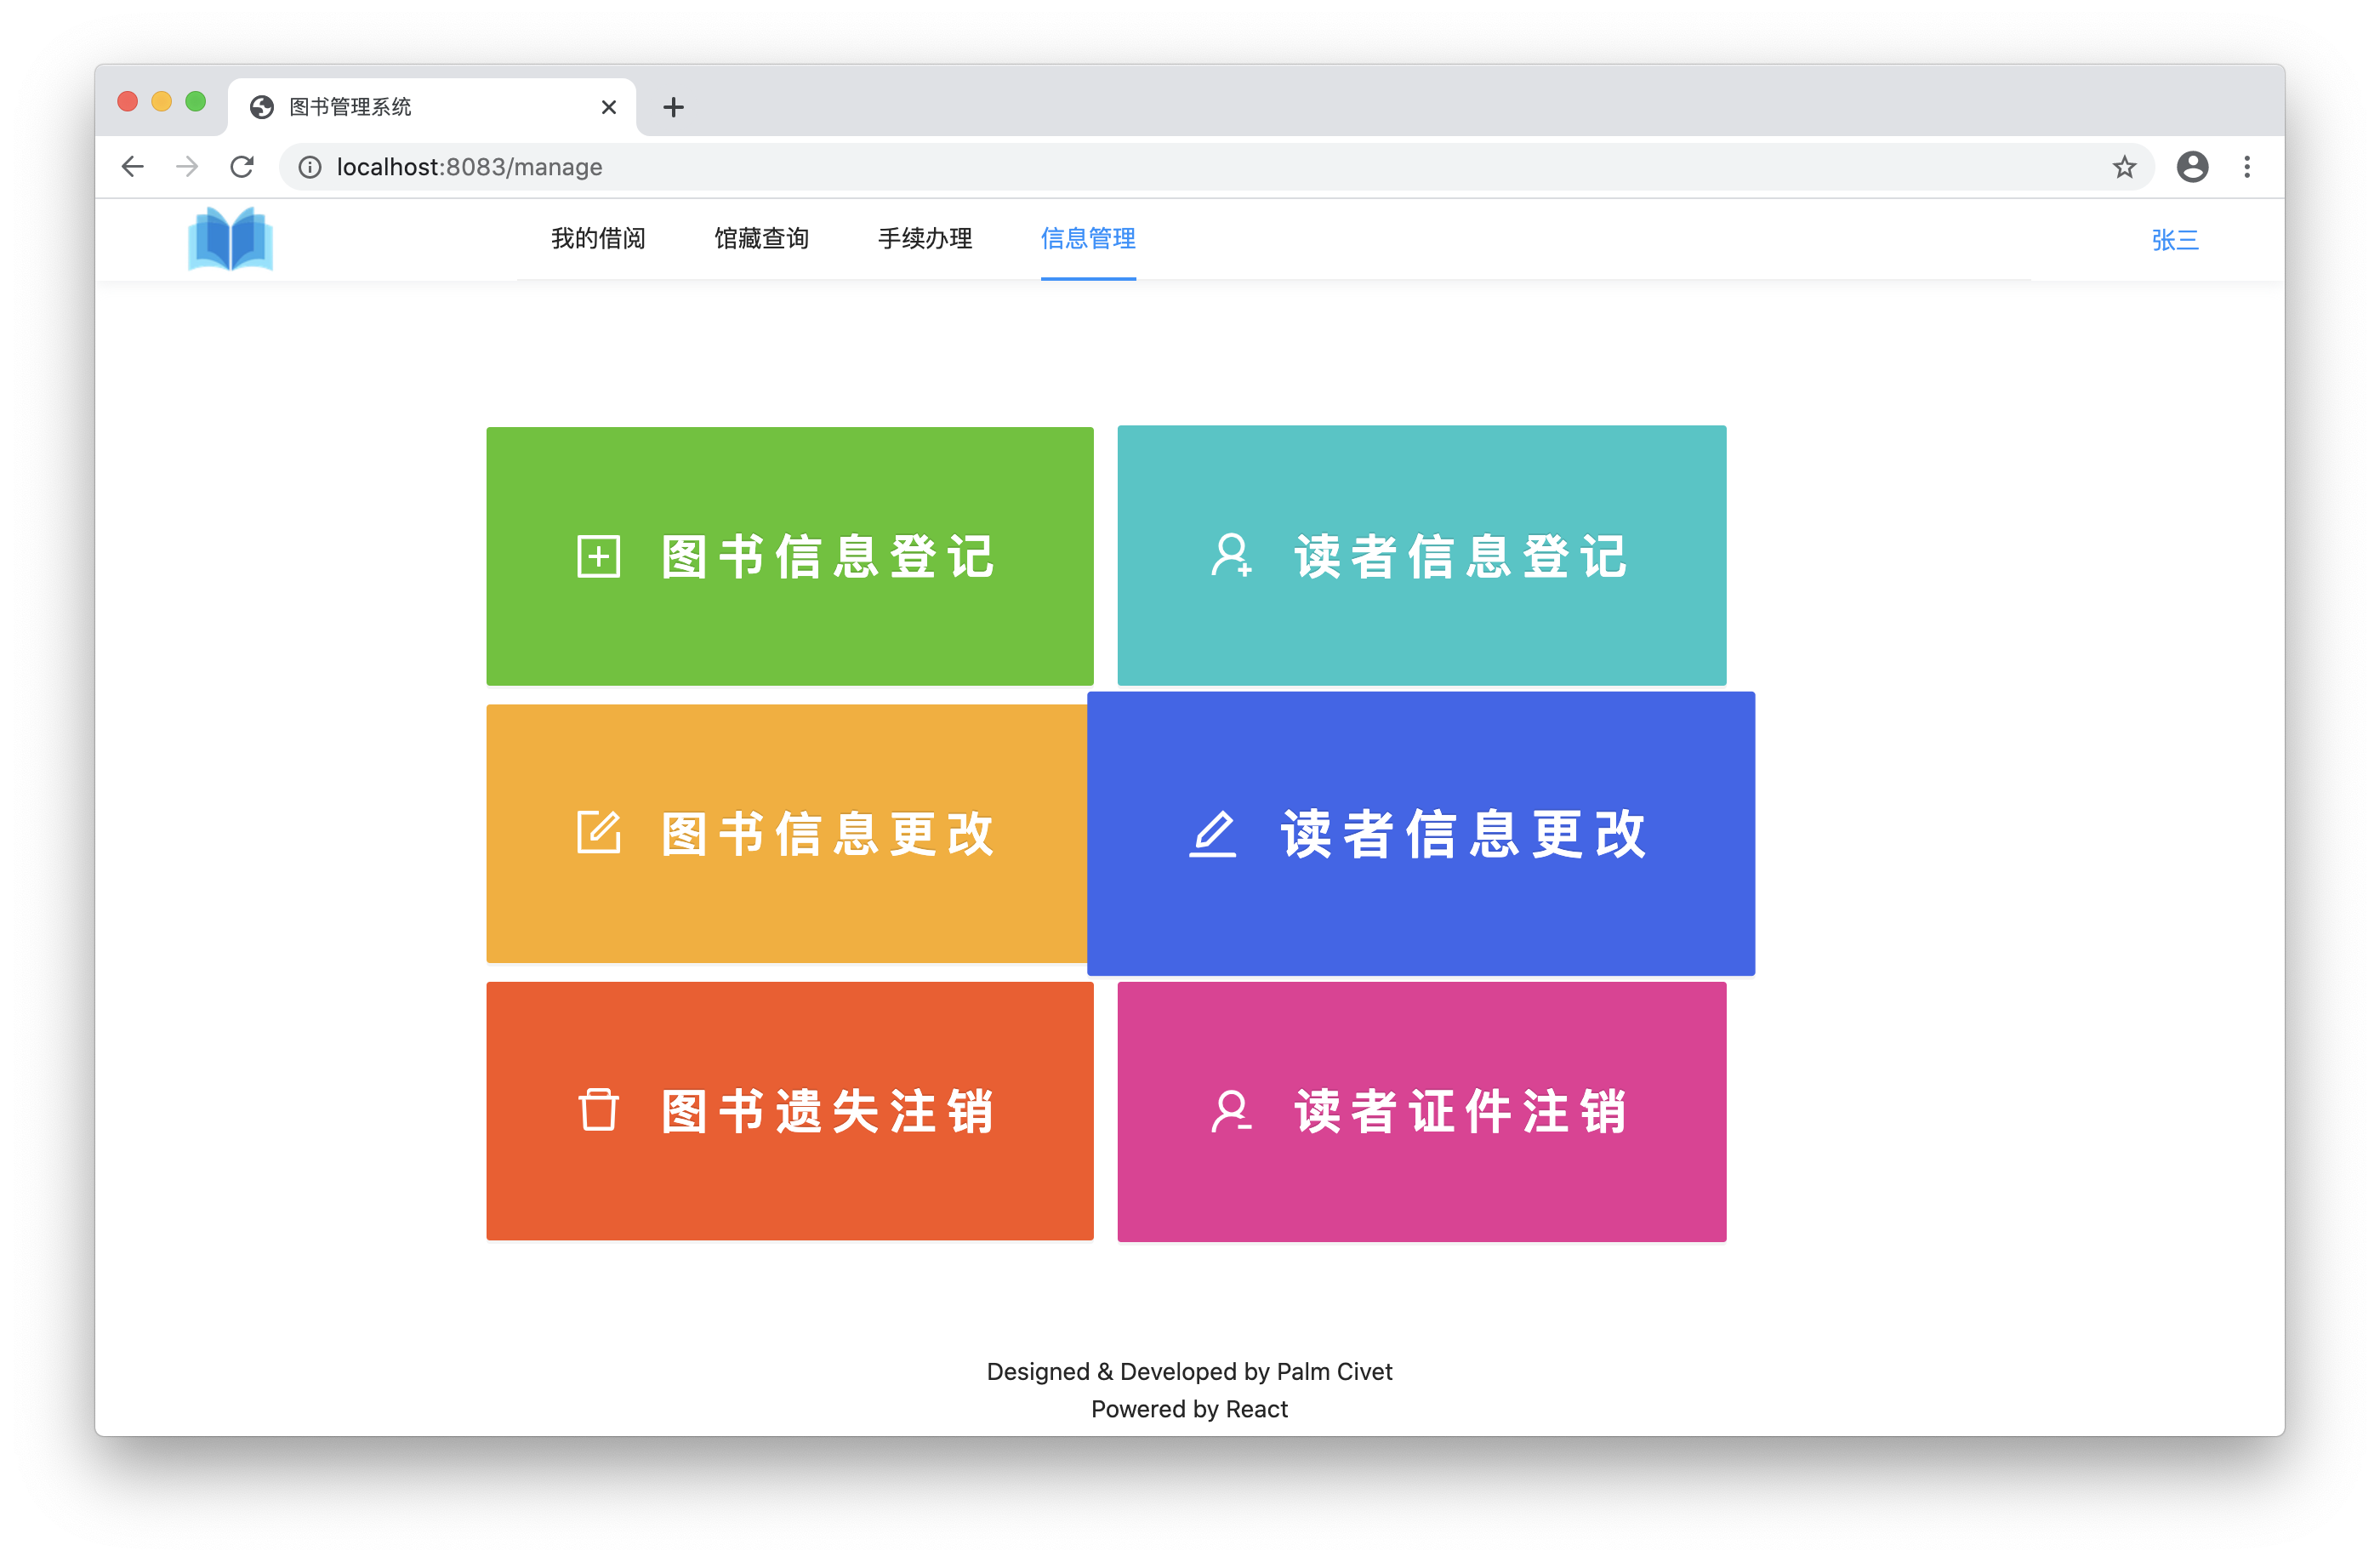 图书管理系统
localhost:8083/manage
我的借阅 馆藏查询 手续办理 信息管理 张三
图书信息登记 读者信息登记
图书信息更改 读者信息更改
图书遗失注销 读者证件注销
Designed & Developed by Palm Civet
Powered by React